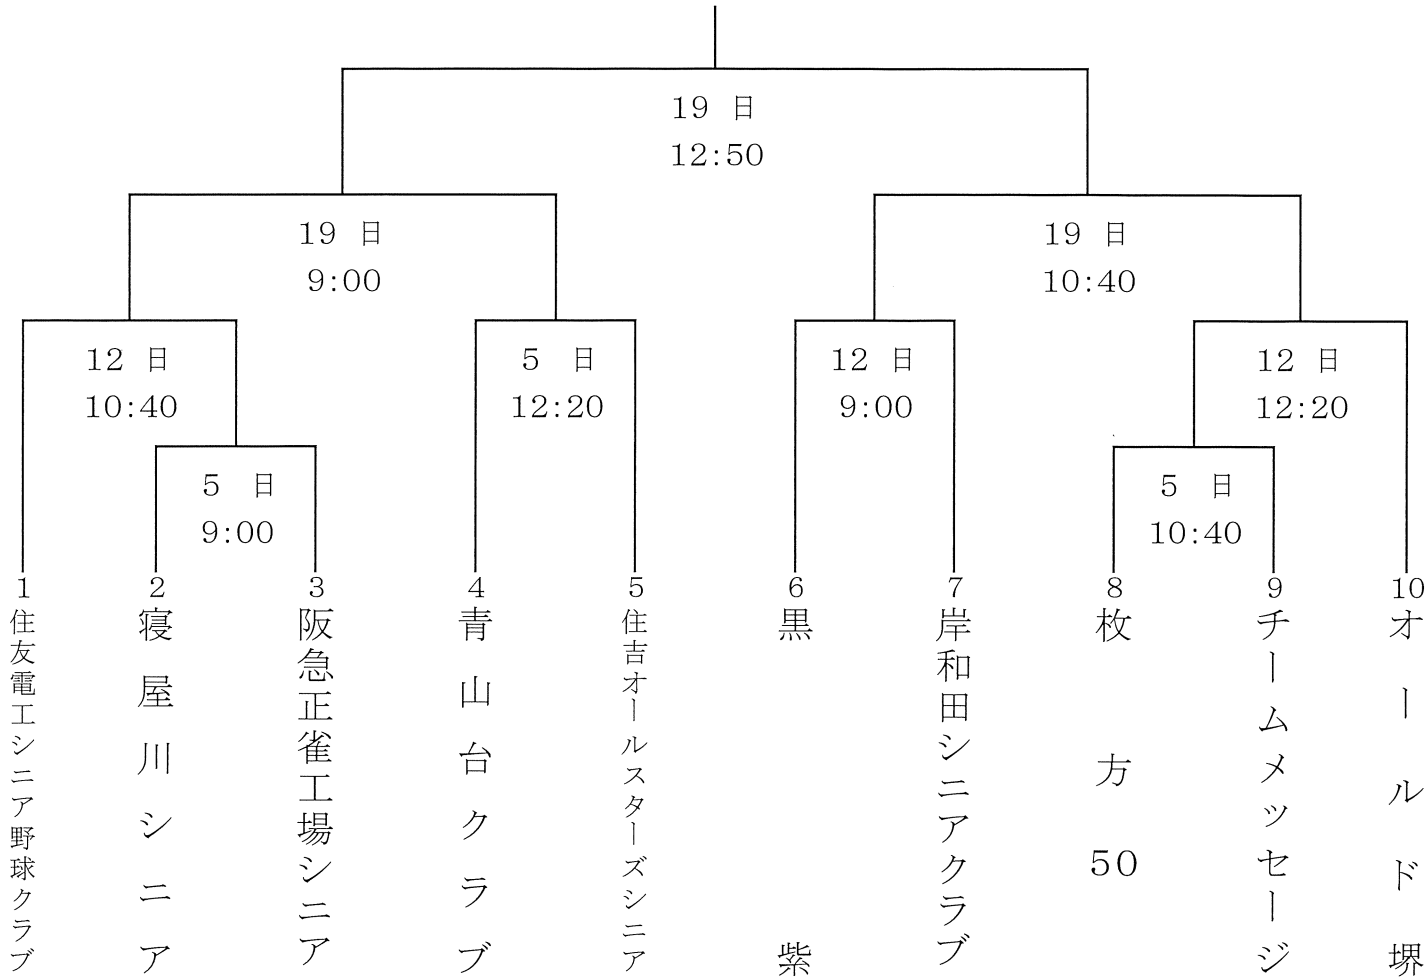 19 日
12:50
19 日
9:00
19 日
10:40
12 日
10:40
5 日
12:20
12 日
9:00
12 日
12:20
5 日
9:00
5 日
10:40
1
住友電工シニア野球クラブ
2
寝屋川シニア
3
阪急正雀工場シニア
4
青山台クラブ
5
住吉オールスターズシニア
6
黒紫
7
岸和田シニアクラブ
8
枚方50
9
チームメッセージ
10
オールド堺